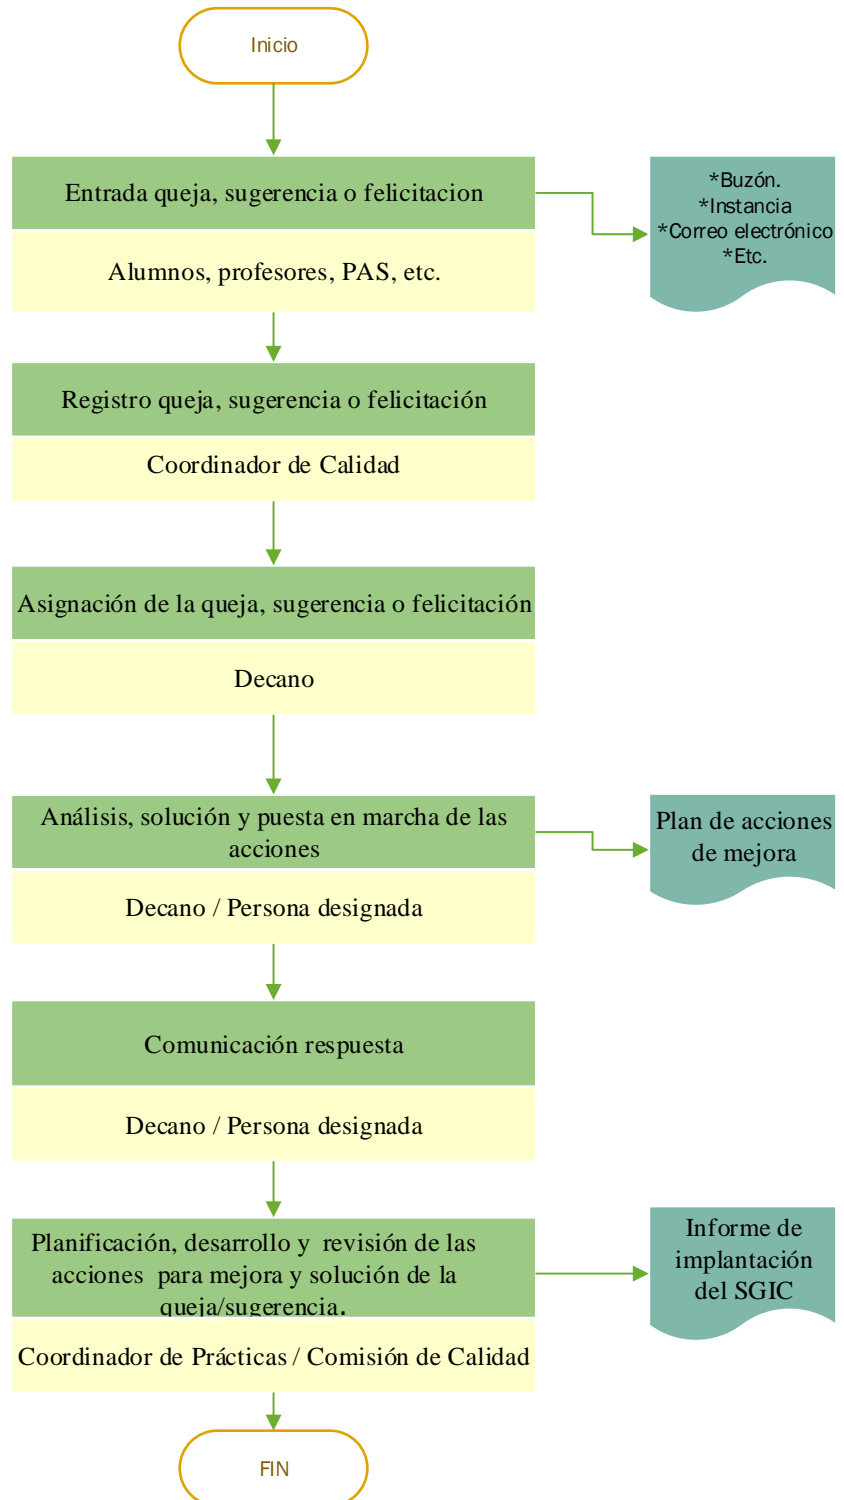 Inicio
Entrada queja, sugerencia o felicitacion
Alumnos, profesores, PAS, etc.
*Buzón.
*Instancia
*Correo electrónico
*Etc.
Registro queja, sugerencia o felicitación
Coordinador de Calidad
Asignación de la queja, sugerencia o felicitación
Decano
Análisis, solución y puesta en marcha de las
acciones
Decano / Persona designada
Plan de acciones
de mejora
Comunicación respuesta
Decano / Persona designada
Planificación, desarrollo y revisión de las
acciones para mejora y solución de la
queja/sugerencia.
Coordinador de Prácticas / Comisión de Calidad
Informe de
implantación
del SGIC
FIN